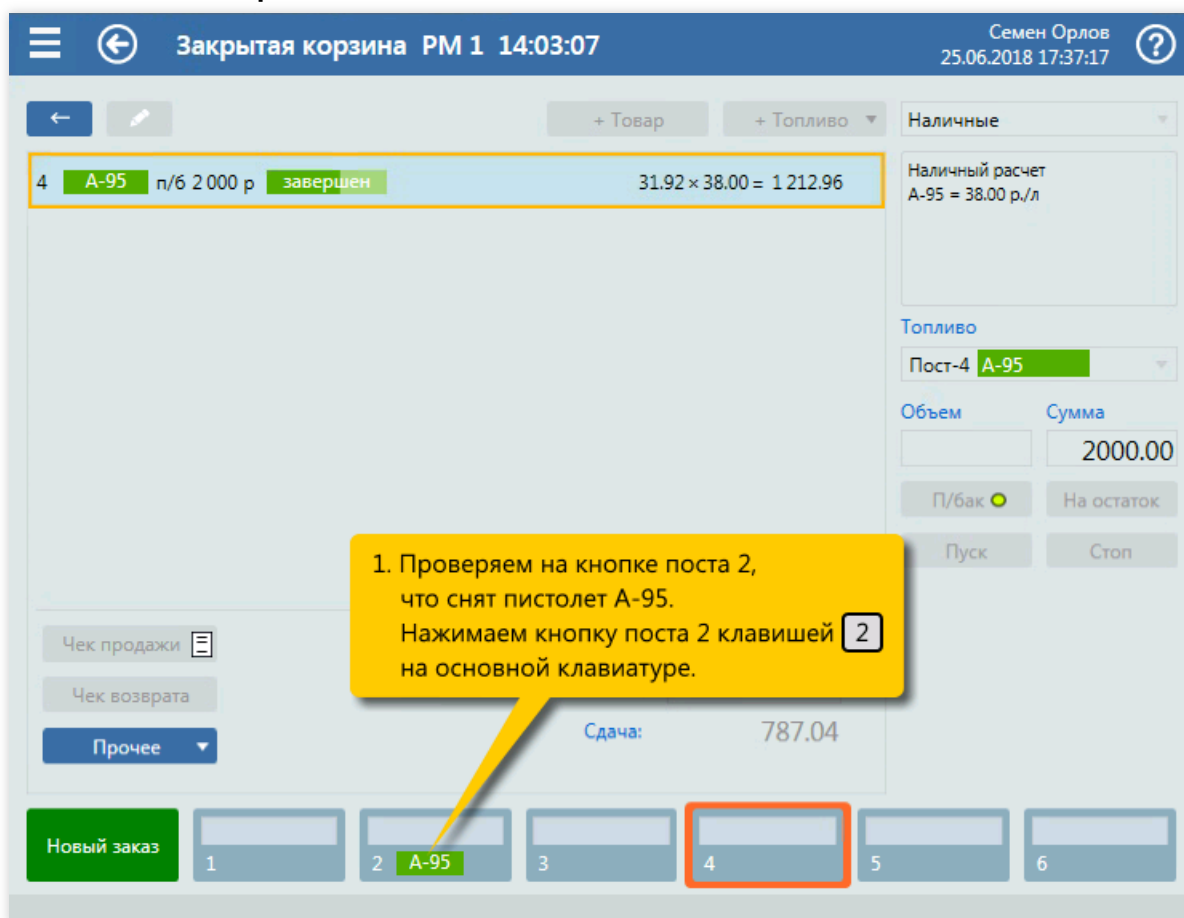 Закрытая корзина РМ 1 14:03:07
Семен Орлов
25.06.2018 17:37:17
+ Товар
+ Топливо
Наличные
4 А-95 п/б 2 000 р завершен 31.92 × 38.00 = 1 212.96
Наличный расчет
А-95 = 38.00 р./л
Топливо
Пост-4 А-95
Объем
Сумма
2000.00
П/бак
На остаток
Пуск
Стоп
1. Проверяем на кнопке поста 2,
что снят пистолет А-95.
Нажимаем кнопку поста 2 клавишей 2
на основной клавиатуре.
Чек продажи
Чек возврата
Прочее
Сдача: 787.04
Новый заказ
1
2 А-95
3
4
5
6